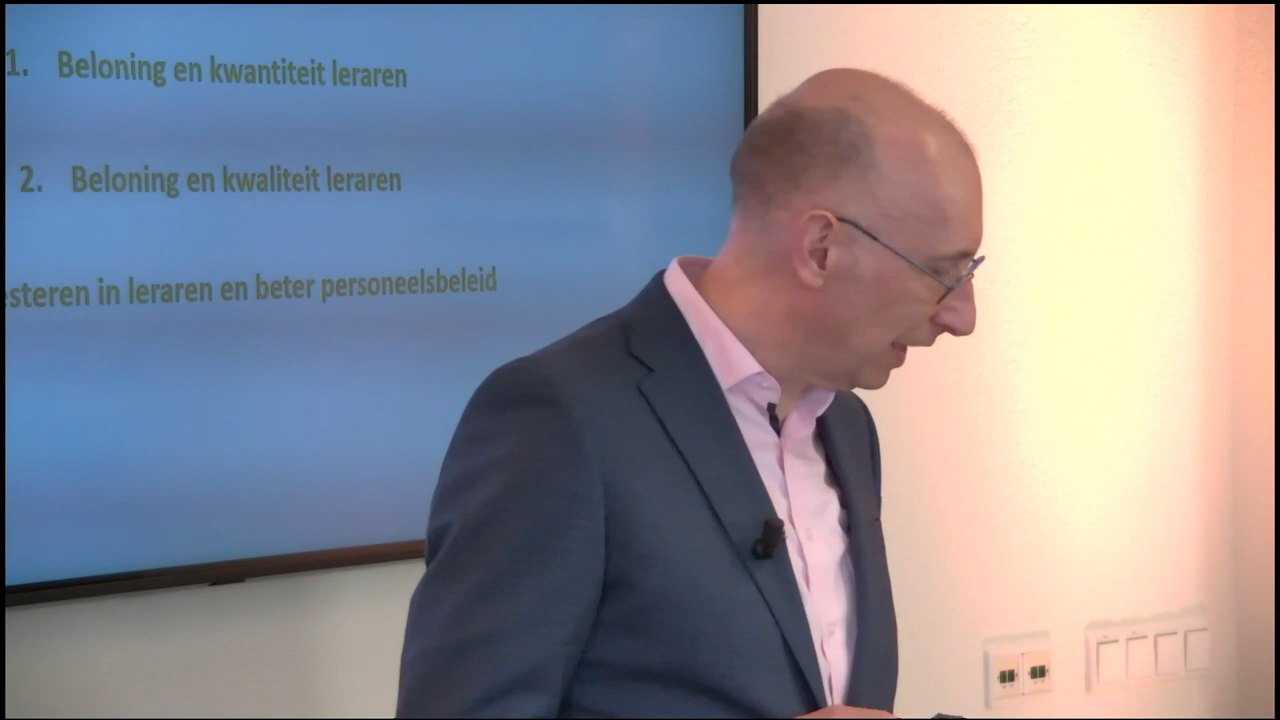 1. Beloning en kwantiteit leraren
2. Beloning en kwaliteit leraren
esteren in leraren en beter personeelsbeleid